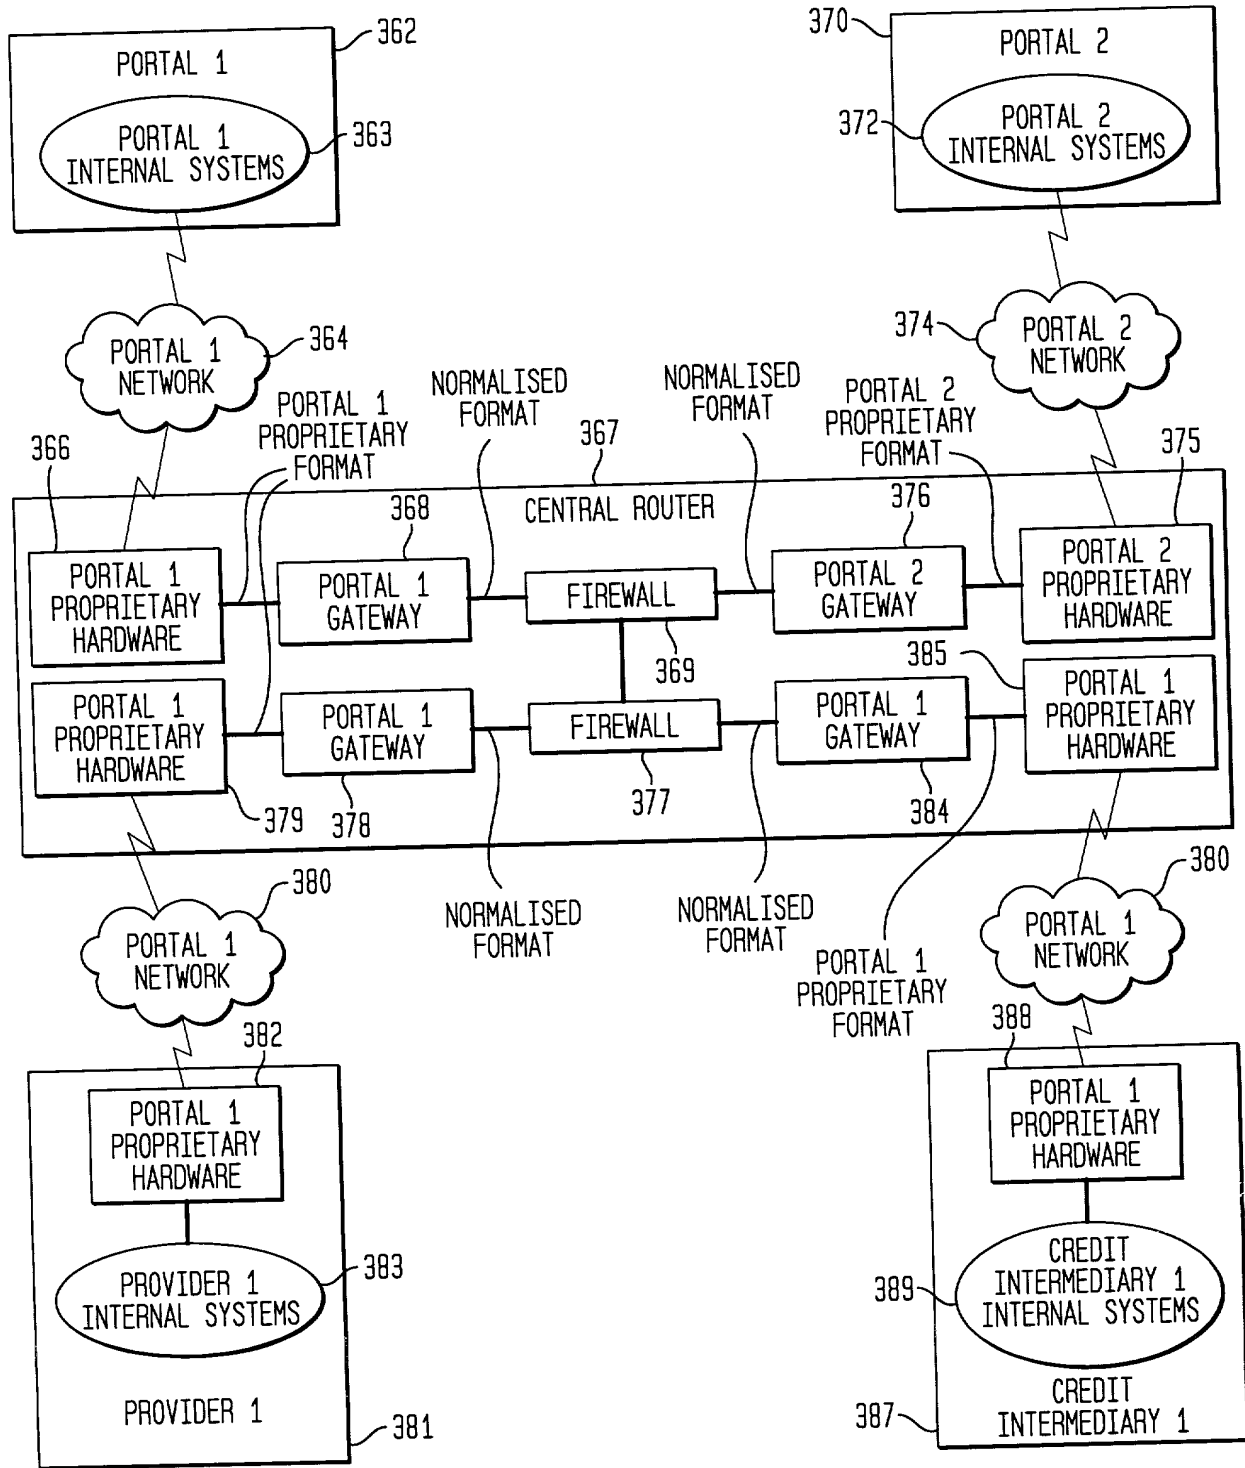 362
370
PORTAL 1
PORTAL 2
PORTAL 1
INTERNAL SYSTEMS
363
372
PORTAL 2
INTERNAL SYSTEMS
PORTAL 1
NETWORK
364
374
PORTAL 2
NETWORK
PORTAL 1
PROPRIETARY
FORMAT
NORMALISED
FORMAT
NORMALISED
FORMAT
PORTAL 2
PROPRIETARY
FORMAT
366
367
375
CENTRAL ROUTER
368
376
PORTAL 1
PROPRIETARY
HARDWARE
PORTAL 1
GATEWAY
FIREWALL
PORTAL 2
GATEWAY
PORTAL 2
PROPRIETARY
HARDWARE
369
385
PORTAL 1
PROPRIETARY
HARDWARE
PORTAL 1
GATEWAY
FIREWALL
PORTAL 1
GATEWAY
PORTAL 1
PROPRIETARY
HARDWARE
379
378
377
384
380
380
PORTAL 1
NETWORK
NORMALISED
FORMAT
NORMALISED
FORMAT
PORTAL 1
PROPRIETARY
FORMAT
PORTAL 1
NETWORK
382
388
PORTAL 1
PROPRIETARY
HARDWARE
PORTAL 1
PROPRIETARY
HARDWARE
PROVIDER 1
INTERNAL SYSTEMS
383
389
CREDIT
INTERMEDIARY 1
INTERNAL SYSTEMS
PROVIDER 1
381
387
CREDIT
INTERMEDIARY 1